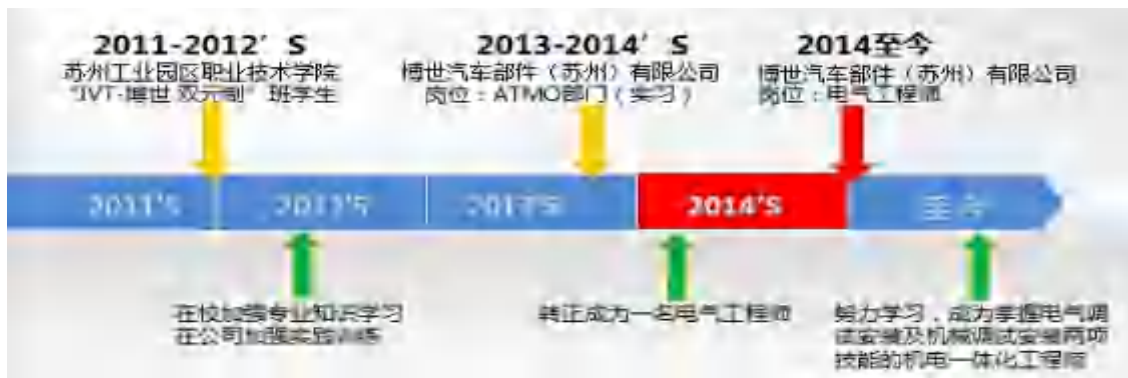 2011-2012’ S
苏州工业园区职业技术学院
“IVT-博世 双元制” 班学生
2013-2014’ S
博世汽车部件（苏州）有限公司
岗位：ATMO部门（实习）
2014至今
博世汽车部件（苏州）有限公司
岗位：电气工程师
2011'S
2012'S
2013'S
2014'S
至今
在校加强专业知识学习
在公司加强实践训练
转正成为一名电气工程师
努力学习，成为掌握电气调
试安装及机械调试安装两项
技能的机电一体化工程师